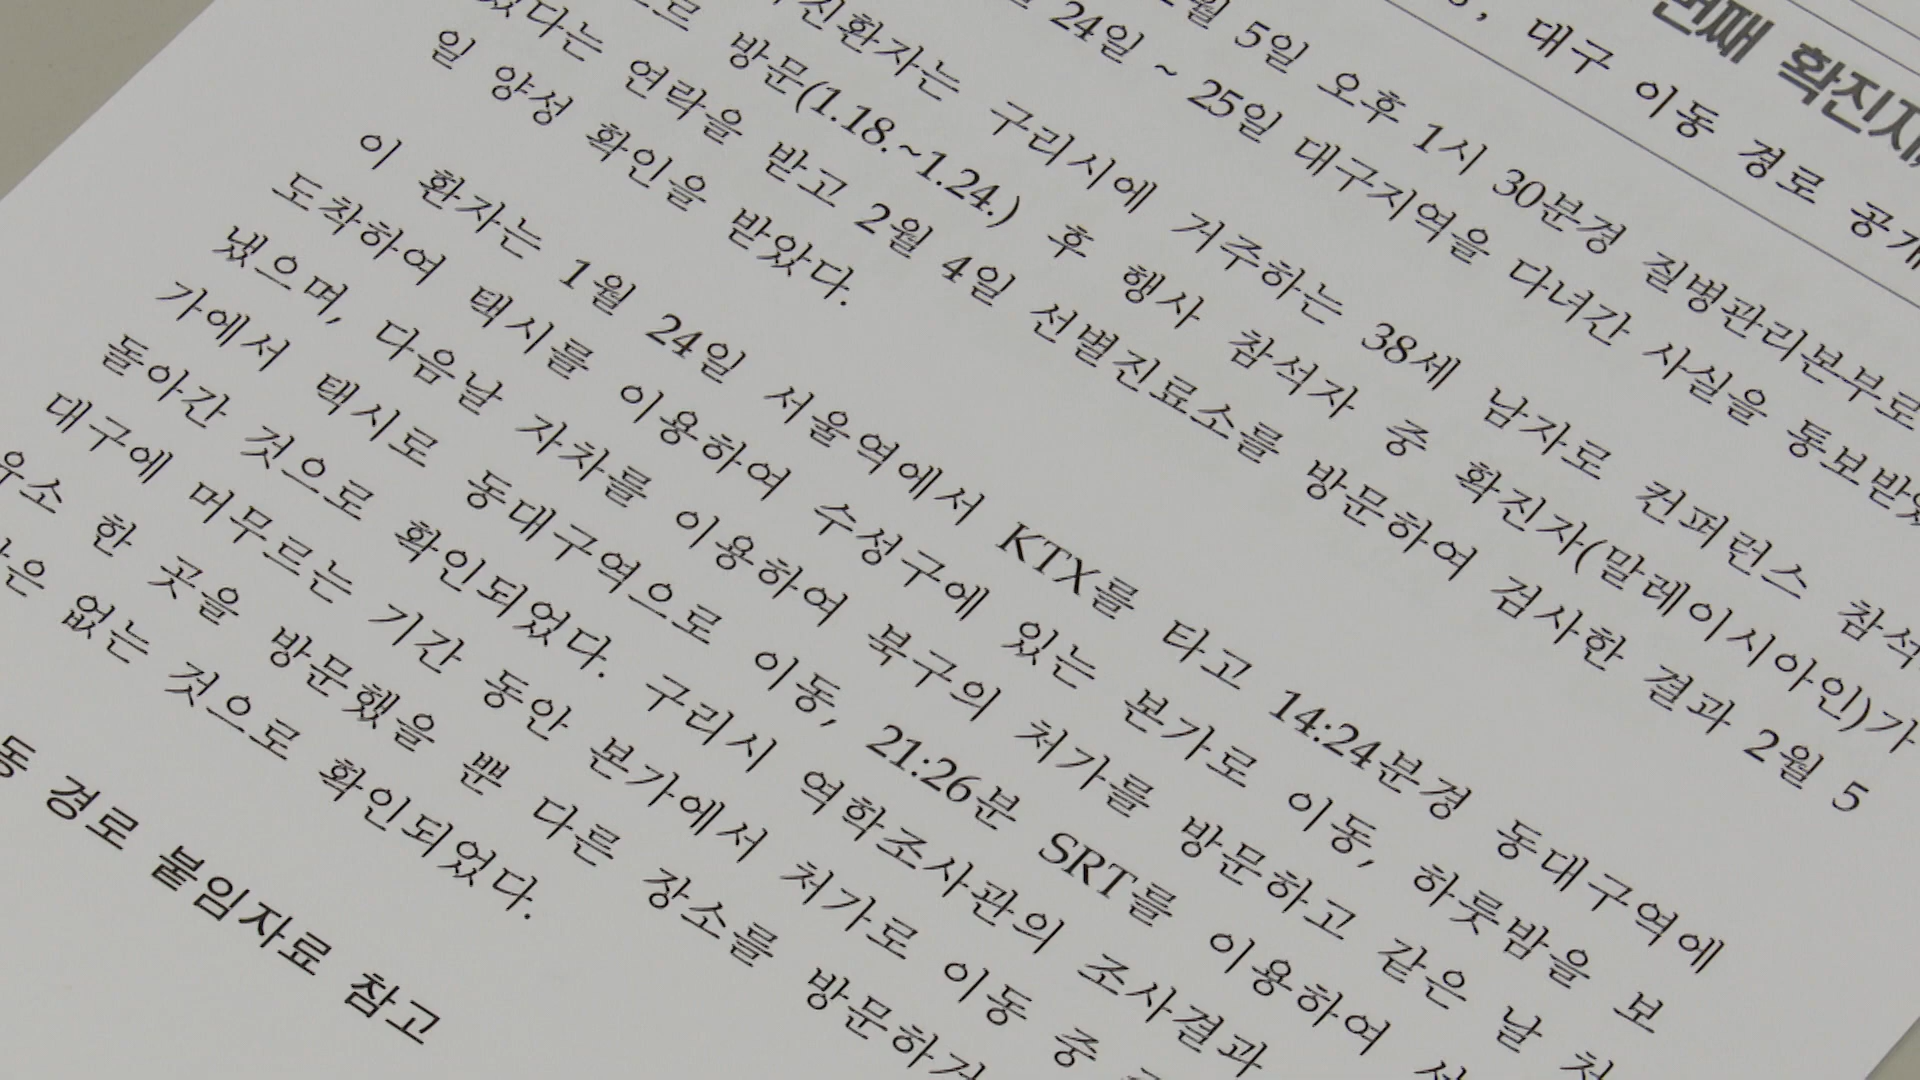 번째 확진자
대구 이동 경로 공개
월 5일 오후 1시 30분경 질병관리본부로
24일 ~ 25일 대구지역을 다녀간 사실을 통보받았
진환자는 구리시에 거주하는 38세 남자로 컨퍼런스 참석
방문(1.18.~1.24.) 후 행사 참석자 중 확진자(말레이시아인)가
있다는 연락을 받고 2월 4일 선별진료소를 방문하여 검사한 결과 2월 5
일 양성 확인을 받았다.
이 환자는 1월 24일 서울역에서 KTX를 타고 14:24분경 동대구역에
도착하여 택시를 이용하여 수성구에 있는 본가로 이동, 하룻밤을 보
냈으며, 다음날 자차를 이용하여 북구의 처가를 방문하고 같은 날 처
가에서 택시로 동대구역으로 이동, 21:26분 SRT를 이용하여
돌아간 것으로 확인되었다. 구리시 역학조사관의 조사결과
대구에 머무르는 기간 동안 본가에서 처가로 이동 중
유소 한 곳을 방문했을 뿐 다른 장소를 방문하거
은 없는 것으로 확인되었다.
동 경로 붙임자료 참고